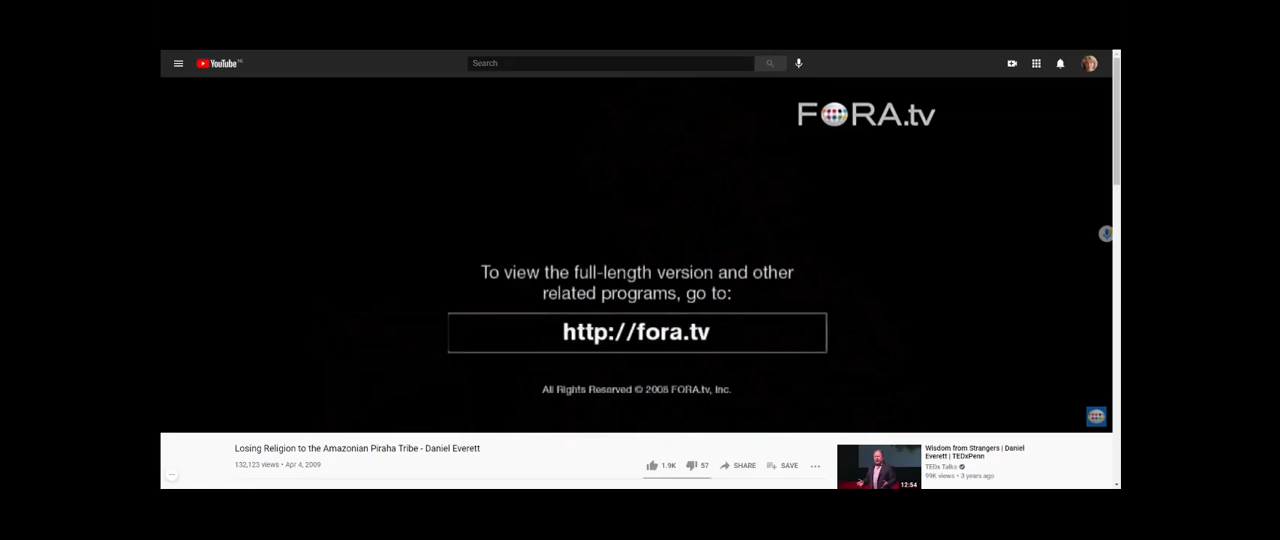 YouTube NL
Search
FORA.tv
To view the full-length version and other
related programs, go to:
http://fora.tv
All Rights Reserved © 2008 FORA.tv, Inc.
Losing Religion to the Amazonian Piraha Tribe - Daniel Everett
132,123 views • Apr 4, 2009
1.9K 57 SHARE SAVE ...
Wisdom from Strangers | Daniel
Everett | TEDxPenn
TEDx Talks
99K views • 3 years ago
12:54